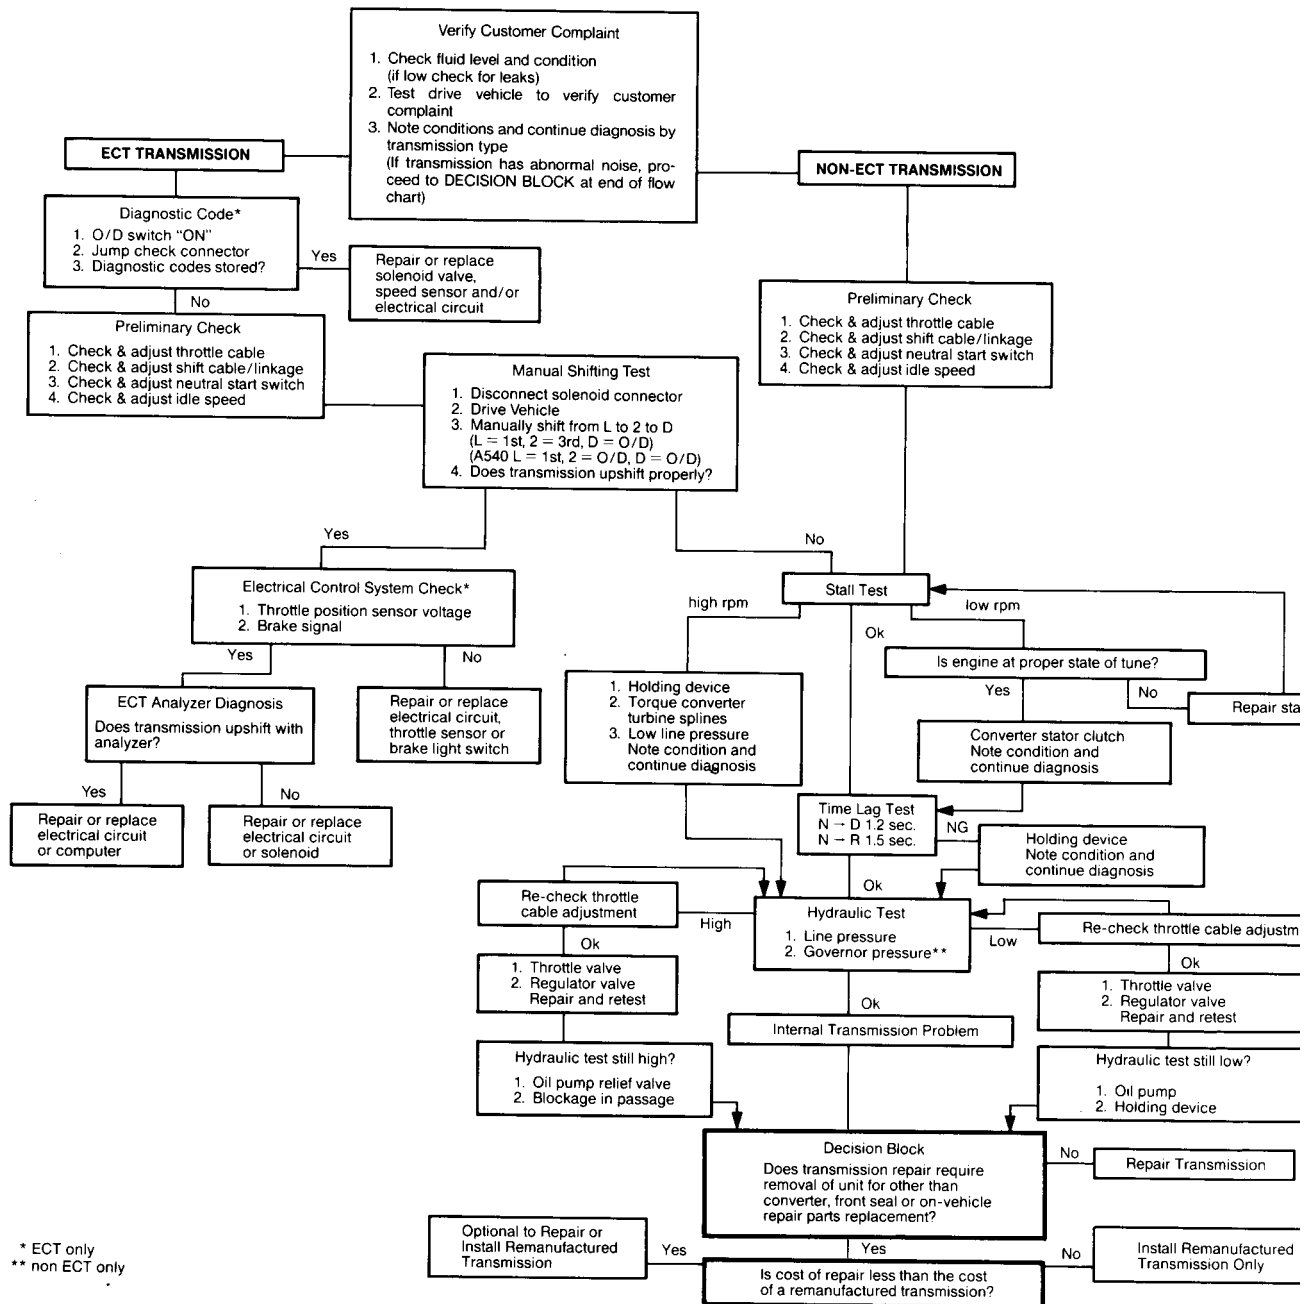 Verify Customer Complaint
1. Check fluid level and condition
(if low check for leaks)
2. Test drive vehicle to verify customer
complaint
3. Note conditions and continue diagnosis by
transmission type
(If transmission has abnormal noise, pro-
ceed to DECISION BLOCK at end of flow
chart)
ECT TRANSMISSION
NON-ECT TRANSMISSION
Diagnostic Code*
1. O/D switch "ON"
2. Jump check connector
3. Diagnostic codes stored?
Yes
Repair or replace
solenoid valve,
speed sensor and/or
electrical circuit
No
Preliminary Check
1. Check & adjust throttle cable
2. Check & adjust shift cable/linkage
3. Check & adjust neutral start switch
4. Check & adjust idle speed
Preliminary Check
1. Check & adjust throttle cable
2. Check & adjust shift cable/linkage
3. Check & adjust neutral start switch
4. Check & adjust idle speed
Manual Shifting Test
1. Disconnect solenoid connector
2. Drive Vehicle
3. Manually shift from L to 2 to D
(L = 1st, 2 = 3rd, D = O/D)
(A540 L = 1st, 2 = O/D, D = O/D)
4. Does transmission upshift properly?
Yes
No
Electrical Control System Check*
1. Throttle position sensor voltage
2. Brake signal
Stall Test
high rpm
low rpm
Ok
Yes
No
Is engine at proper state of tune?
Yes
No
ECT Analyzer Diagnosis
Does transmission upshift with
analyzer?
Repair or replace
electrical circuit,
throttle sensor or
brake light switch
1. Holding device
2. Torque converter
turbine splines
3. Low line pressure
Note condition and
continue diagnosis
Repair sta
Converter stator clutch
Note condition and
continue diagnosis
Yes
No
Repair or replace
electrical circuit
or computer
Repair or replace
electrical circuit
or solenoid
Time Lag Test
N → D 1.2 sec.
N → R 1.5 sec.
NG
Holding device
Note condition and
continue diagnosis
Ok
Re-check throttle
cable adjustment
High
Hydraulic Test
1. Line pressure
2. Governor pressure**
Low
Re-check throttle cable adjustm
Ok
Ok
1. Throttle valve
2. Regulator valve
Repair and retest
1. Throttle valve
2. Regulator valve
Repair and retest
Ok
Internal Transmission Problem
Hydraulic test still high?
1. Oil pump relief valve
2. Blockage in passage
Hydraulic test still low?
1. Oil pump
2. Holding device
Decision Block
Does transmission repair require
removal of unit for other than
converter, front seal or on-vehicle
repair parts replacement?
No
Repair Transmission
Yes
Optional to Repair or
Install Remanufactured
Transmission
Yes
Is cost of repair less than the cost
of a remanufactured transmission?
No
Install Remanufactured
Transmission Only
* ECT only
** non ECT only